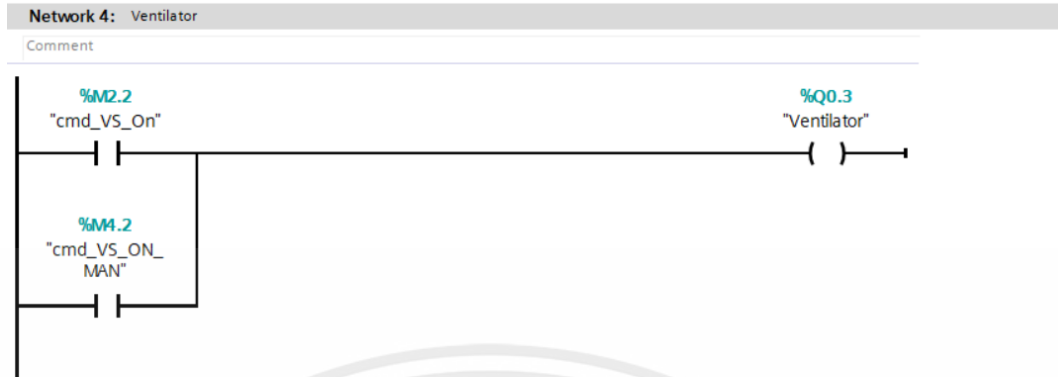 Network 4: Ventilator
Comment
%M2.2
"cmd_VS_On"
%Q0.3
"Ventilator"
%M4.2
"cmd_VS_ON_
MAN"